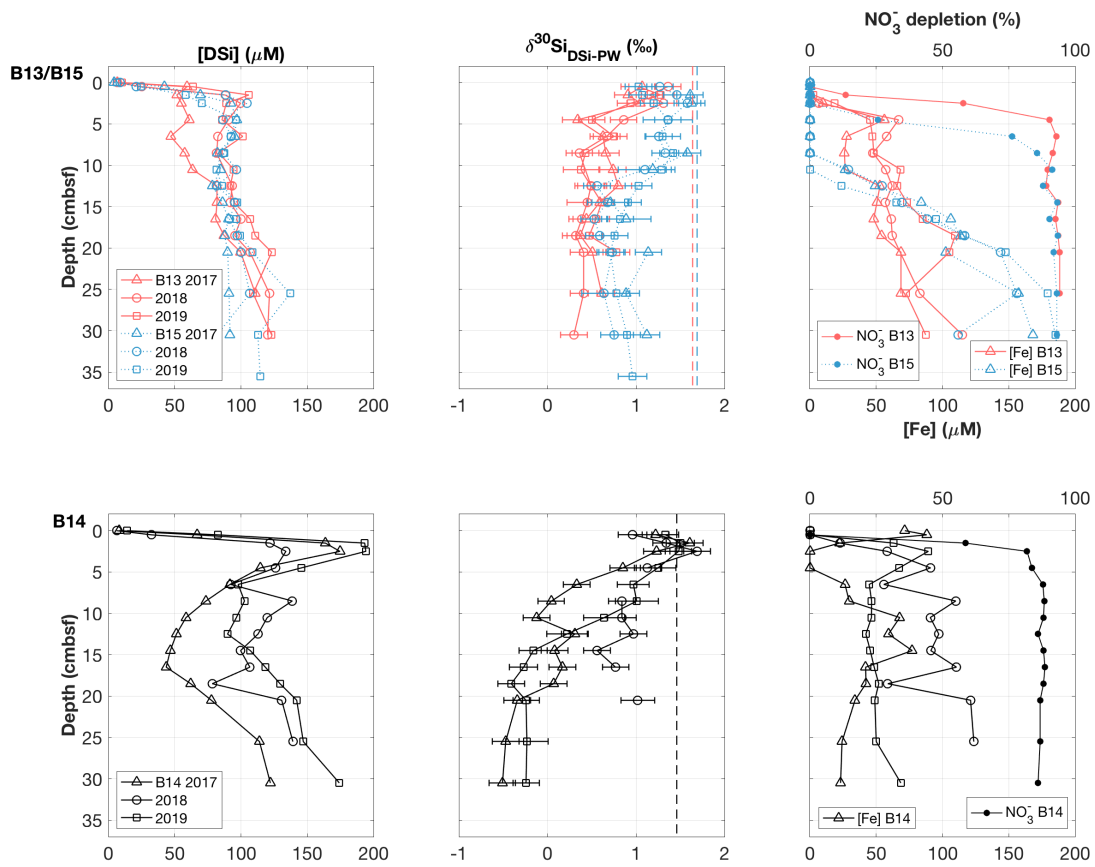 NO₃⁻ depletion (%)
0 50 100
[DSi] (μM)
δ³⁰Si_DSi-PW (‰)
B13/B15
0
5
10
15
20
25
30
35
Depth (cmbsf)
B13 2017
2018
2019
B15 2017
2018
2019
NO₃⁻ B13
NO₃⁻ B15
[Fe] B13
[Fe] B15
0 50 100 150 200
-1 0 1 2
0 50 100 150 200
[Fe] (μM)
0 50 100
B14
0
5
10
15
20
25
30
35
Depth (cmbsf)
B14 2017
2018
2019
[Fe] B14
NO₃⁻ B14
0 50 100 150 200
-1 0 1 2
0 50 100 150 200